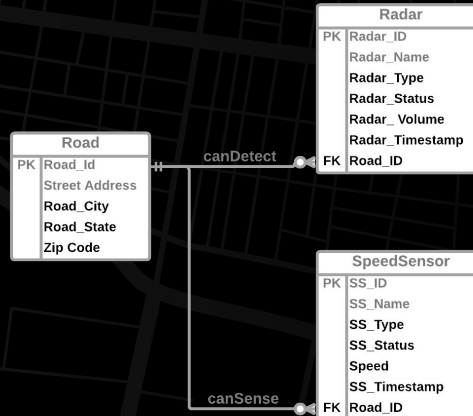 Radar
PK Radar_ID
Radar_Name
Radar_Type
Radar_Status
Radar_ Volume
Radar_Timestamp
FK Road_ID
Road
PK Road_Id
Street Address
Road_City
Road_State
Zip Code
canDetect
SpeedSensor
PK SS_ID
SS_Name
SS_Type
SS_Status
Speed
SS_Timestamp
FK Road_ID
canSense